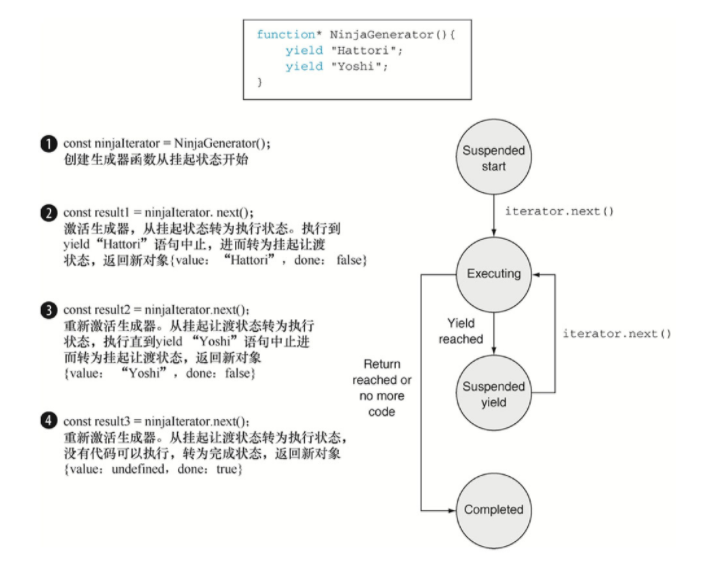 function* NinjaGenerator(){
yield "Hattori";
yield "Yoshi";
}
1 const ninjaIterator = NinjaGenerator();
创建生成器函数从挂起状态开始
2 const result1 = ninjaIterator. next();
激活生成器，从挂起状态转为执行状态。执行到
yield“Hattori”语句中止，进而转为挂起让渡
状态，返回新对象{value：“Hattori”，done：false}
3 const result2 = ninjaIterator.next();
重新激活生成器。从挂起让渡状态转为执行
状态，执行直到yield “Yoshi”语句中止进
而转为挂起让渡状态，返回新对象
{value：“Yoshi”，done：false}
4 const result3 = ninjaIterator.next();
重新激活生成器。从挂起让渡状态转为执行状态，
没有代码可以执行，转为完成状态，返回新对象
{value：undefined，done：true}
Suspended
start
iterator.next()
Executing
Yield
reached
iterator.next()
Return
reached or
no more
code
Suspended
yield
Completed